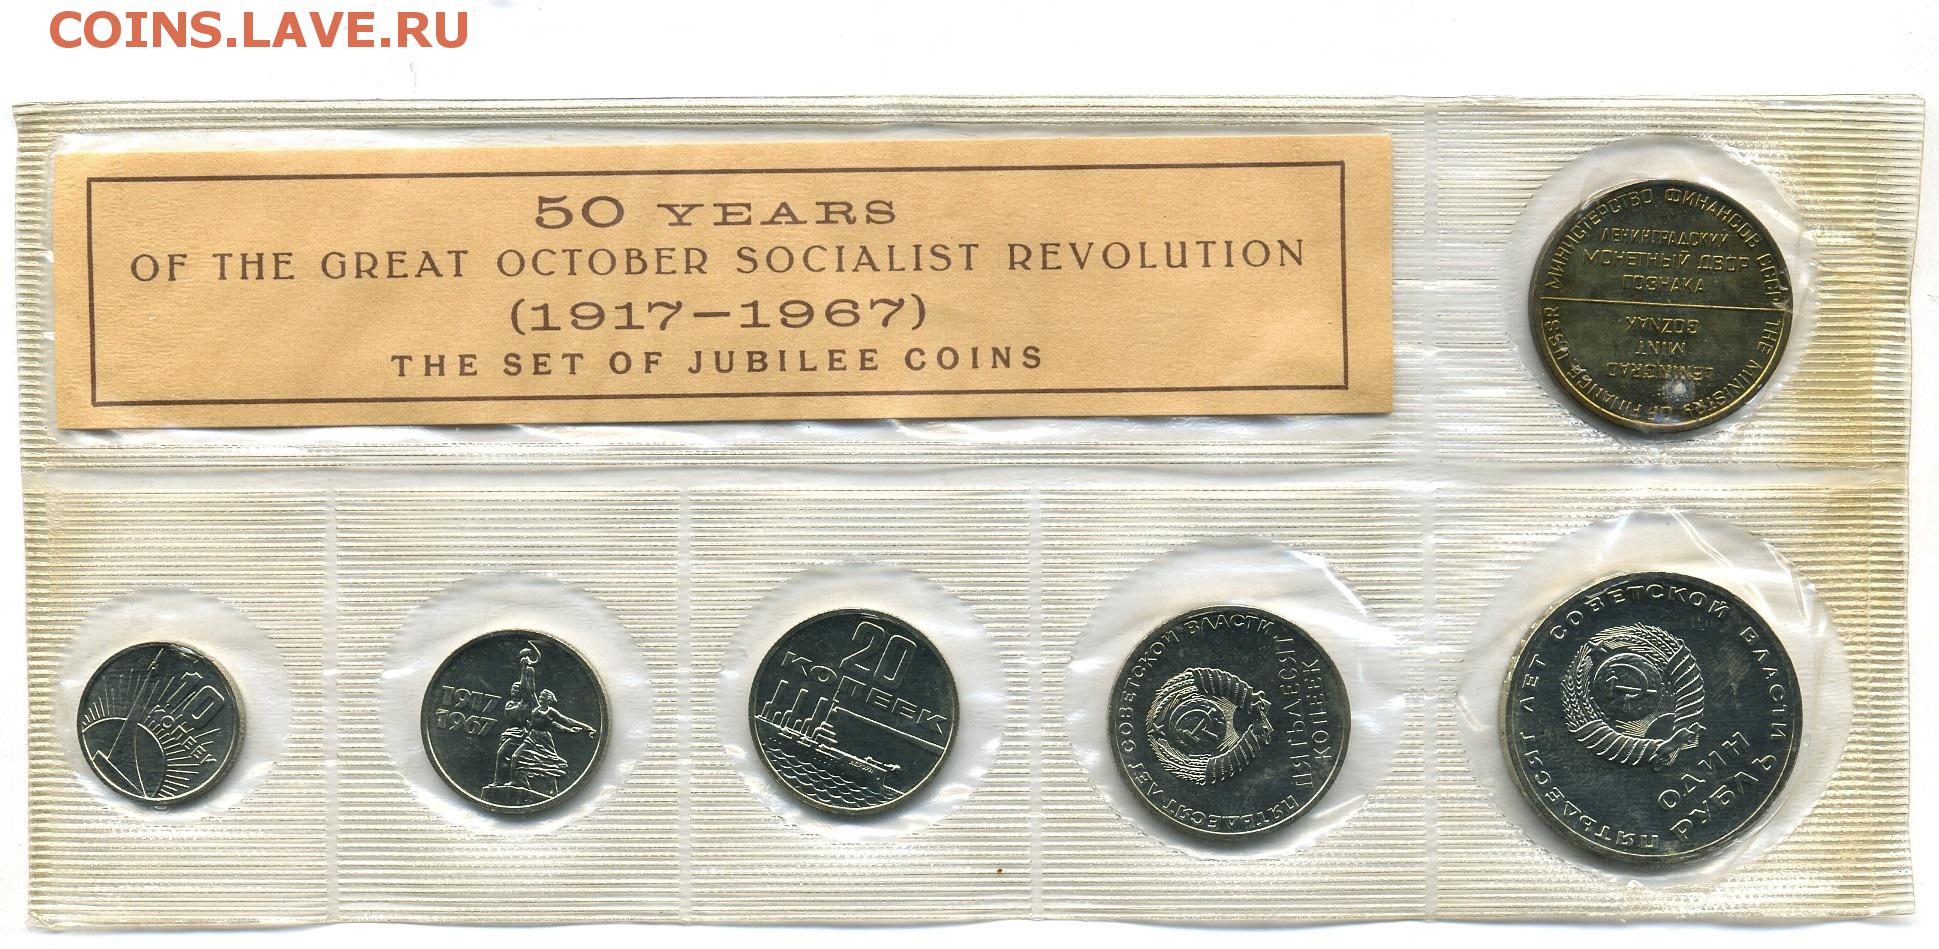 COINS.LAVE.RU
50 YEARS
OF THE GREAT OCTOBER SOCIALIST REVOLUTION
(1917—1967)
THE SET OF JUBILEE COINS
МИНИСТЕРСТВО ФИНАНСОВ СССР
ЛЕНИНГРАДСКИЙ
МОНЕТНЫЙ ДВОР
ГОЗНАКА
THE MINISTRY OF FINANCE USSR
LENINGRAD
MINT
GOZNAK
10
КОПЕЕК
1917
1967
20
КОПЕЕК
ПЯТЬДЕСЯТ ЛЕТ СОВЕТСКОЙ ВЛАСТИ
ПЯТЬДЕСЯТ
КОПЕЕК
ПЯТЬДЕСЯТ ЛЕТ СОВЕТСКОЙ ВЛАСТИ
ОДИН
РУБЛЬ